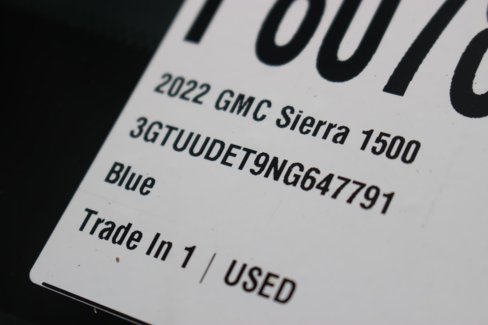 2022 GMC Sierra 1500
3GTUUDET9NG647791
Blue
Trade In 1 / USED